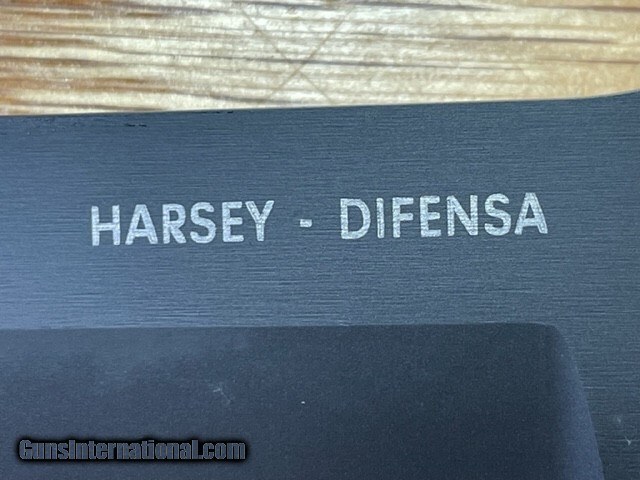 HARSEY - DIFENSA
GunsInternational.com